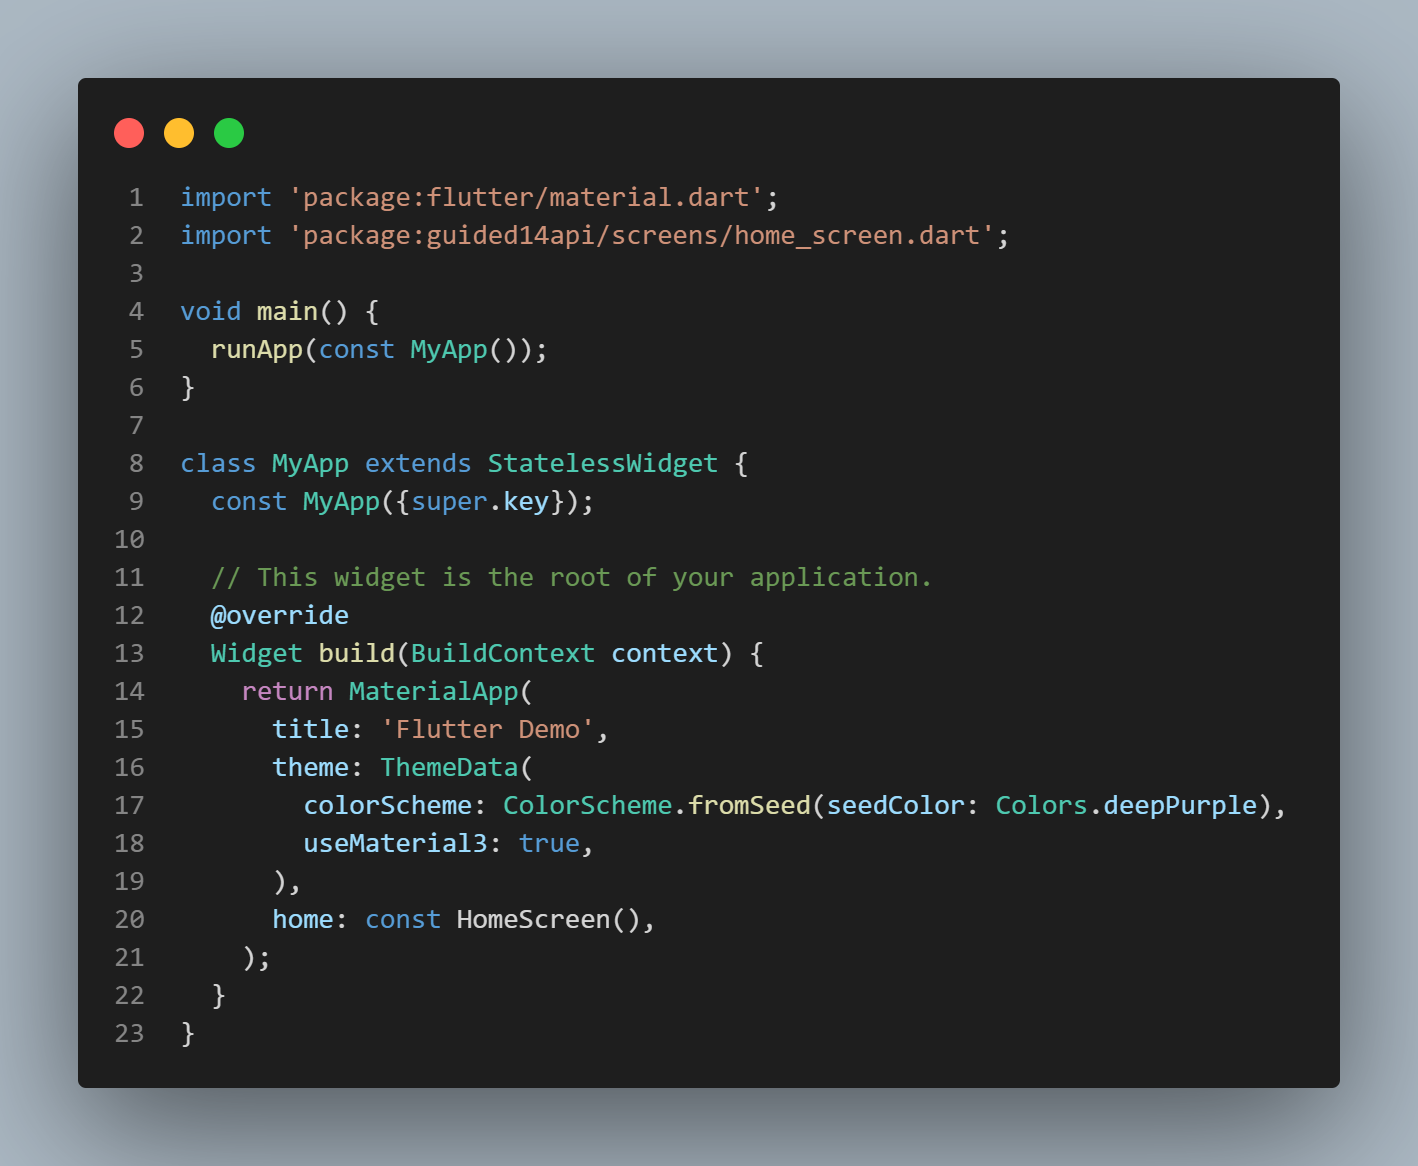 1 import 'package:flutter/material.dart';
2 import 'package:guided14api/screens/home_screen.dart';
3
4 void main() {
5   runApp(const MyApp());
6 }
7
8 class MyApp extends StatelessWidget {
9   const MyApp({super.key});
10
11   // This widget is the root of your application.
12   @override
13   Widget build(BuildContext context) {
14     return MaterialApp(
15       title: 'Flutter Demo',
16       theme: ThemeData(
17         colorScheme: ColorScheme.fromSeed(seedColor: Colors.deepPurple),
18         useMaterial3: true,
19       ),
20       home: const HomeScreen(),
21     );
22   }
23 }